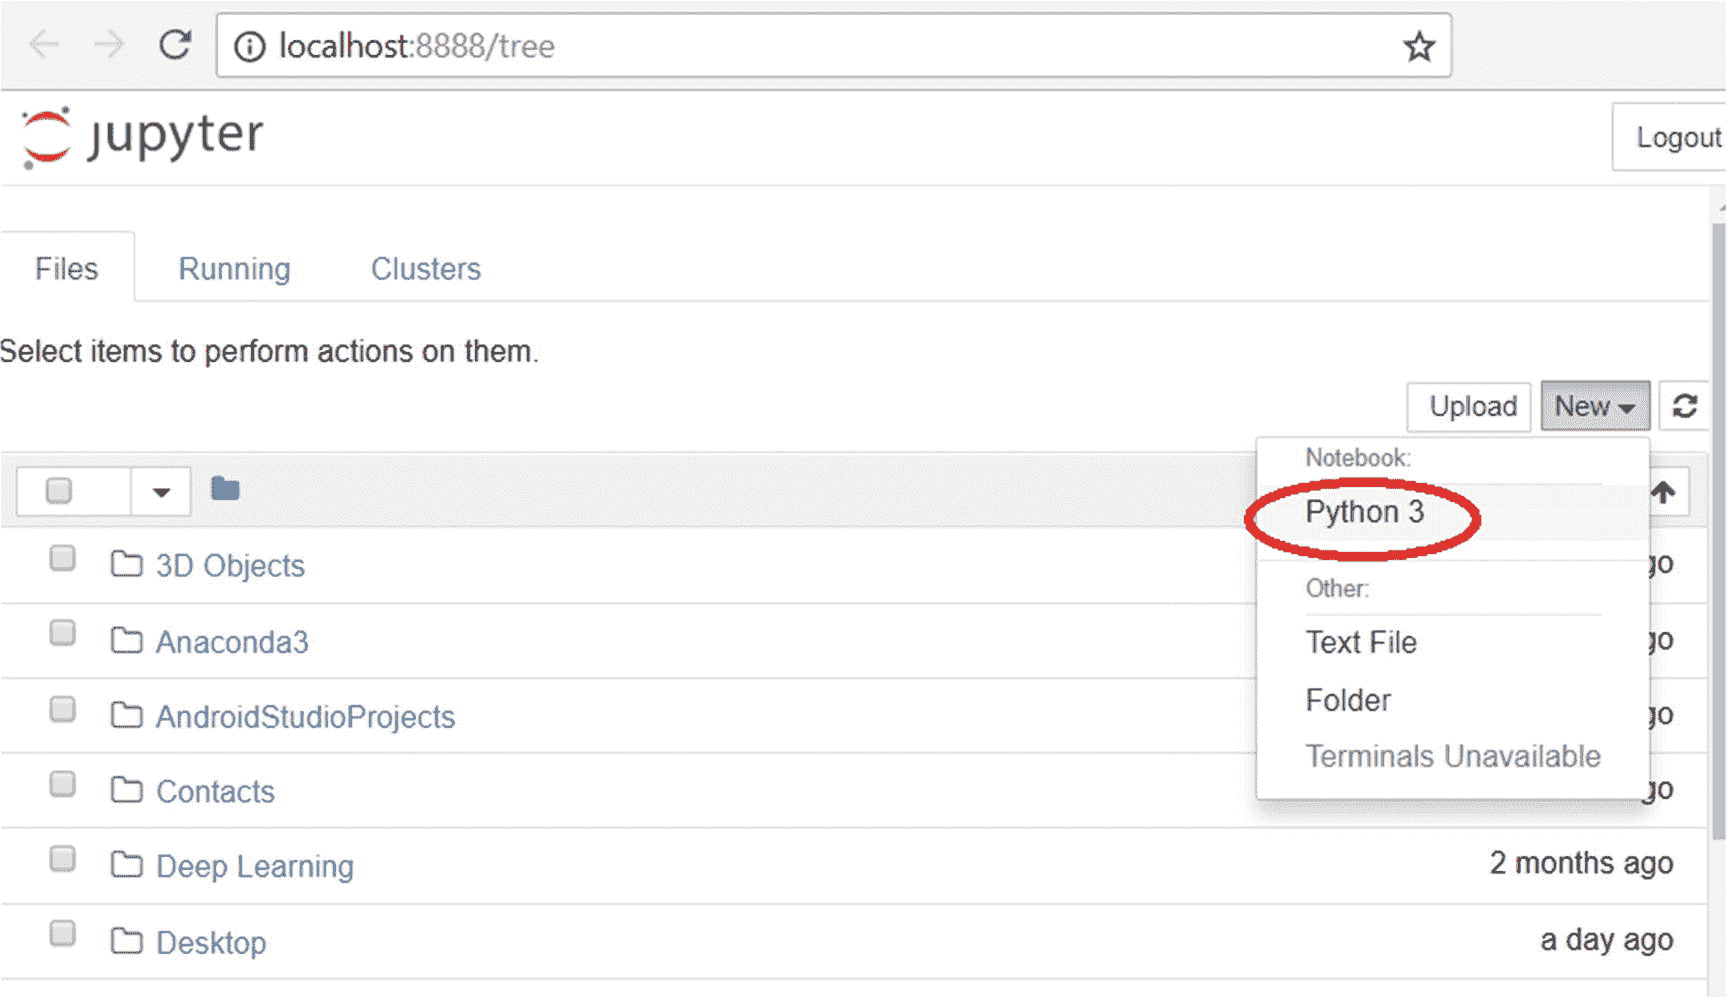 localhost:8888/tree
jupyter
Logout
Files Running Clusters
Select items to perform actions on them.
Upload New
Notebook:
Python 3
Other:
Text File
Folder
Terminals Unavailable
3D Objects
Anaconda3
AndroidStudioProjects
Contacts
Deep Learning 2 months ago
Desktop a day ago